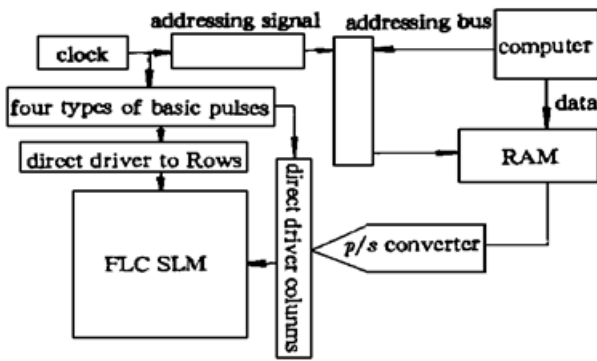 addressing signal
addressing bus
clock
computer
four types of basic pulses
data
direct driver to Rows
RAM
direct driver colunms
p/s converter
FLC SLM